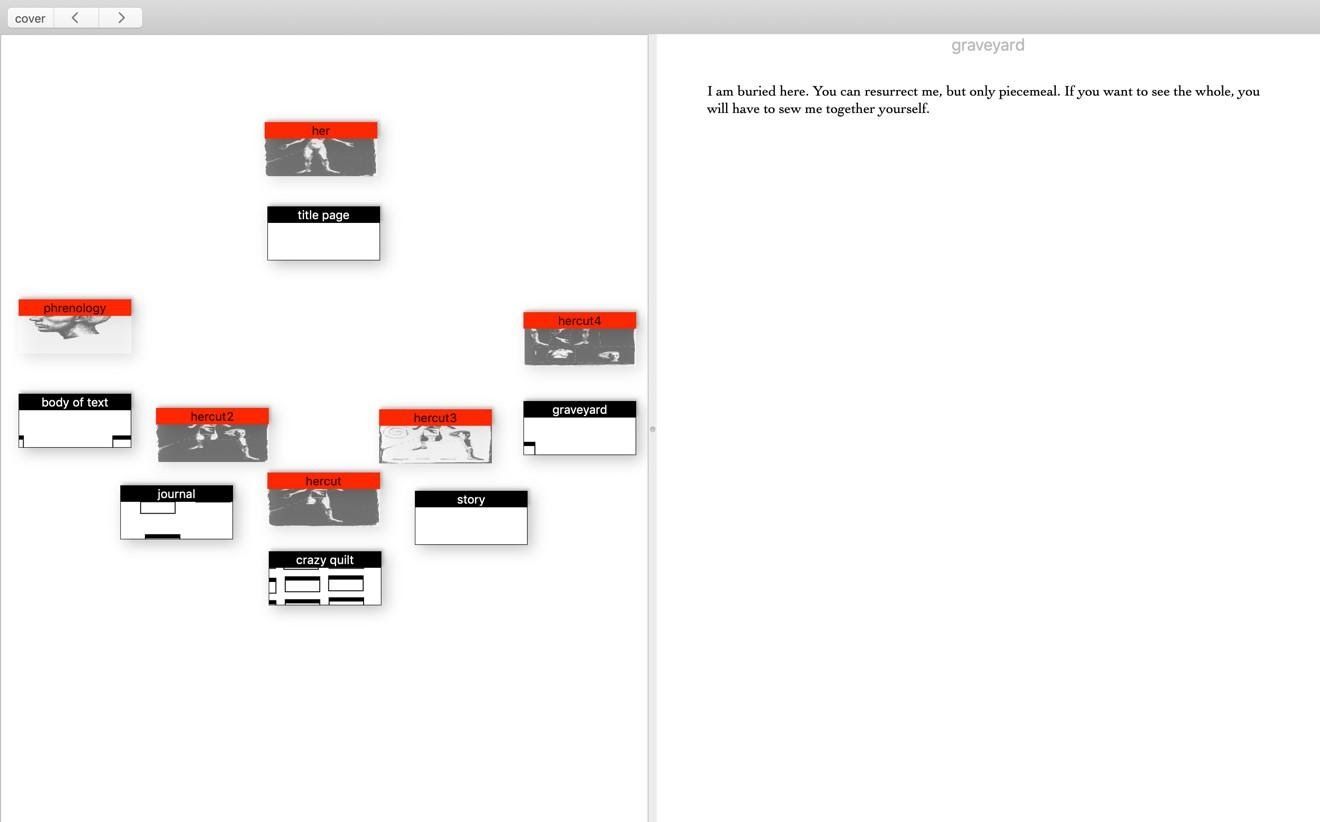 cover
graveyard
I am buried here. You can resurrect me, but only piecemeal. If you want to see the whole, you
will have to sew me together yourself.
her
title page
phrenology
hercut4
body of text
graveyard
hercut2
hercut3
hercut
journal
story
crazy quilt